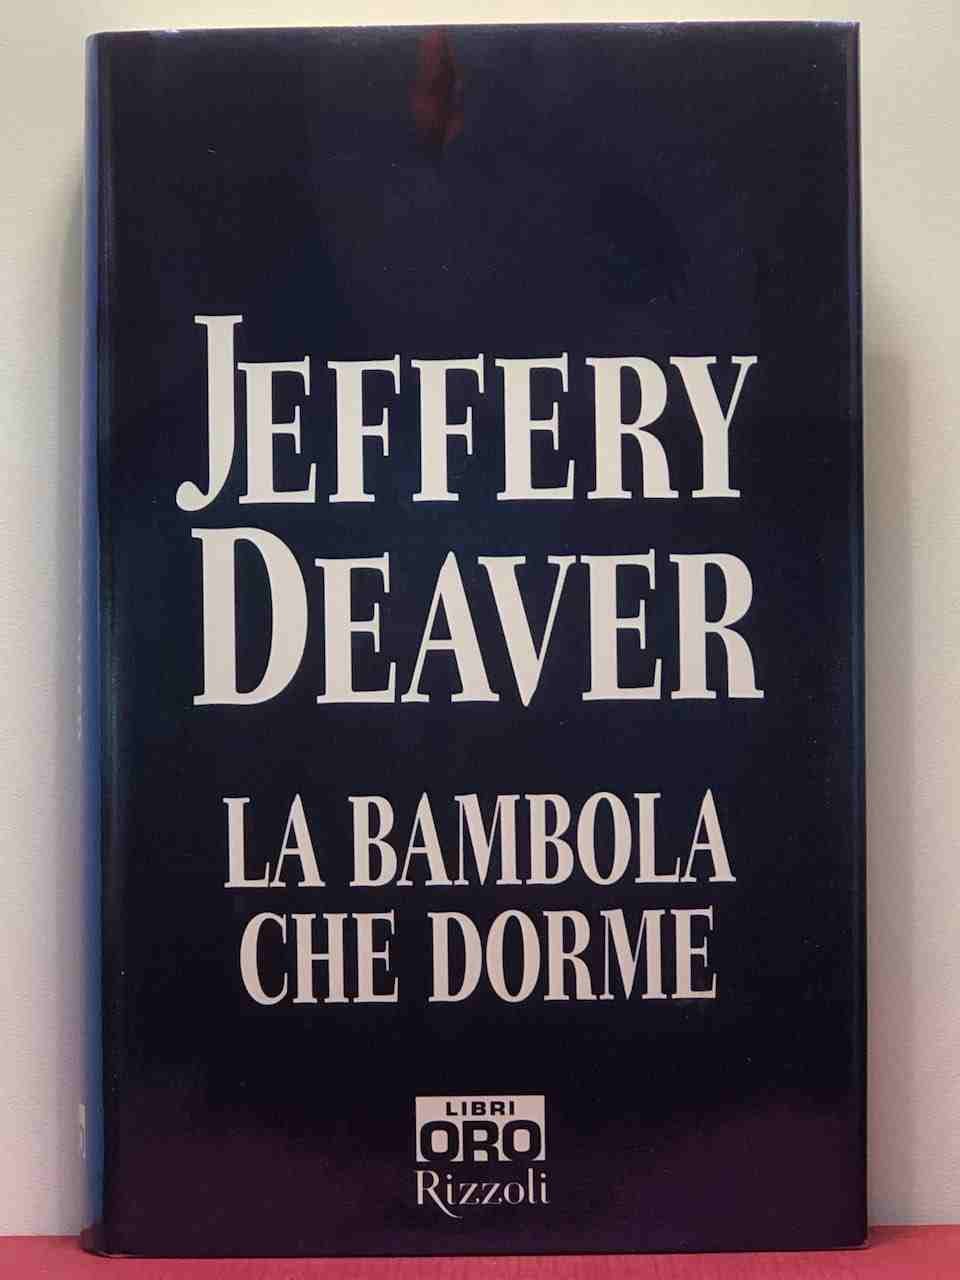 JEFFERY
DEAVER
LA BAMBOLA
CHE DORME
LIBRI
ORO
Rizzoli